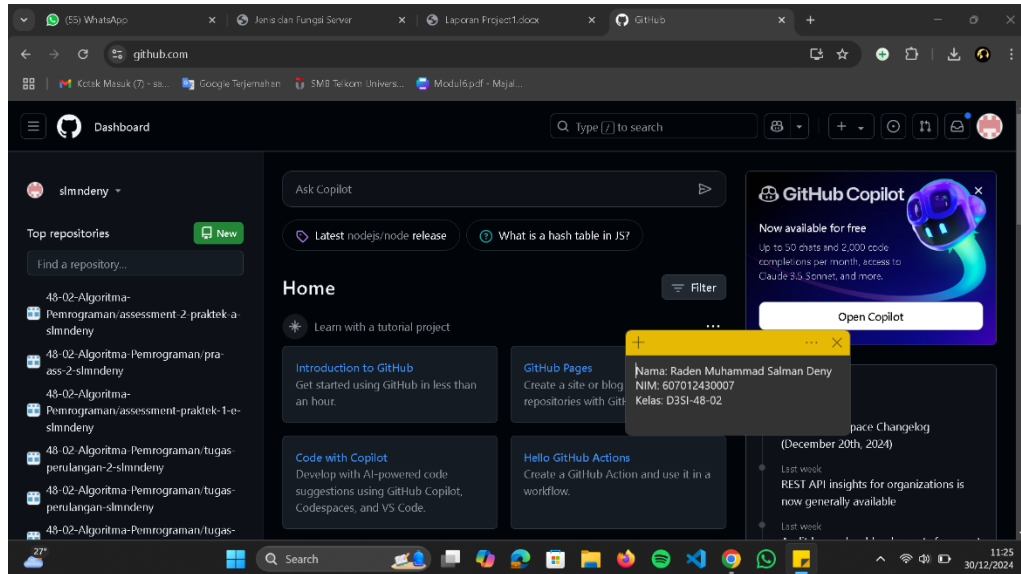 (55) WhatsApp
Jenis dan Fungsi Server
Laporan Project1.docx
GitHub
github.com
Kotak Masuk (7) - sa...
Google Terjemahan
SMB Telkom Univers...
Modul6.pdf - Majal...
Dashboard
Type / to search
slmndeny
Top repositories
New
Find a repository...
48-02-Algoritma-
Pemrograman/assessment-2-praktek-a-
slmndeny
48-02-Algoritma-Pemrograman/pra-
ass-2-slmndeny
48-02-Algoritma-
Pemrograman/assessment-praktek-1-e-
slmndeny
48-02-Algoritma-Pemrograman/tugas-
perulangan-2-slmndeny
48-02-Algoritma-Pemrograman/tugas-
perulangan-slmndeny
48-02-Algoritma-Pemrograman/tugas-
Ask Copilot
Latest nodejs/node release
What is a hash table in JS?
Home
Filter
Learn with a tutorial project
Introduction to GitHub
Get started using GitHub in less than
an hour.
GitHub Pages
Create a site or blog
repositories with GitH
Code with Copilot
Develop with AI-powered code
suggestions using GitHub Copilot,
Codespaces, and VS Code.
Hello GitHub Actions
Create a GitHub Action and use it in a
workflow.
GitHub Copilot
Now available for free
Up to 50 chats and 2,000 code
completions per month, access to
Claude 3.5 Sonnet, and more.
Open Copilot
Nama: Raden Muhammad Salman Deny
NIM: 607012430007
Kelas: D3SI-48-02
pace Changelog
(December 20th, 2024)
Last week
REST API insights for organizations is
now generally available
Last week
27°
Search
11:25
30/12/2024